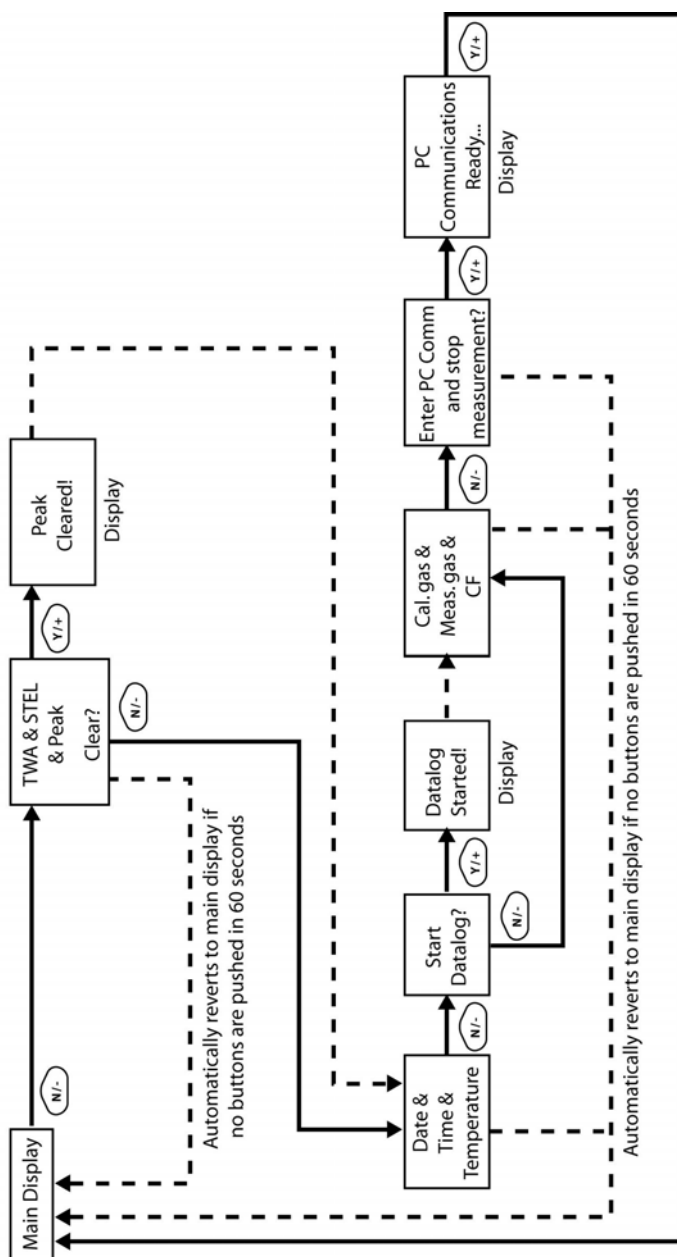 Main Display
N/-
TWA & STEL
& Peak
Clear?
Y/+
N/-
Peak
Cleared!
Display
Automatically reverts to main display if
no buttons are pushed in 60 seconds
Date &
Time &
Temperature
N/-
Start
Datalog?
Y/+
N/-
Datalog
Started!
Display
Cal. gas &
Meas. gas &
CF
N/-
Enter PC Comm
and stop
measurement?
Y/+
PC
Communications
Ready...
Display
Y/+
Automatically reverts to main display if no buttons are pushed in 60 seconds